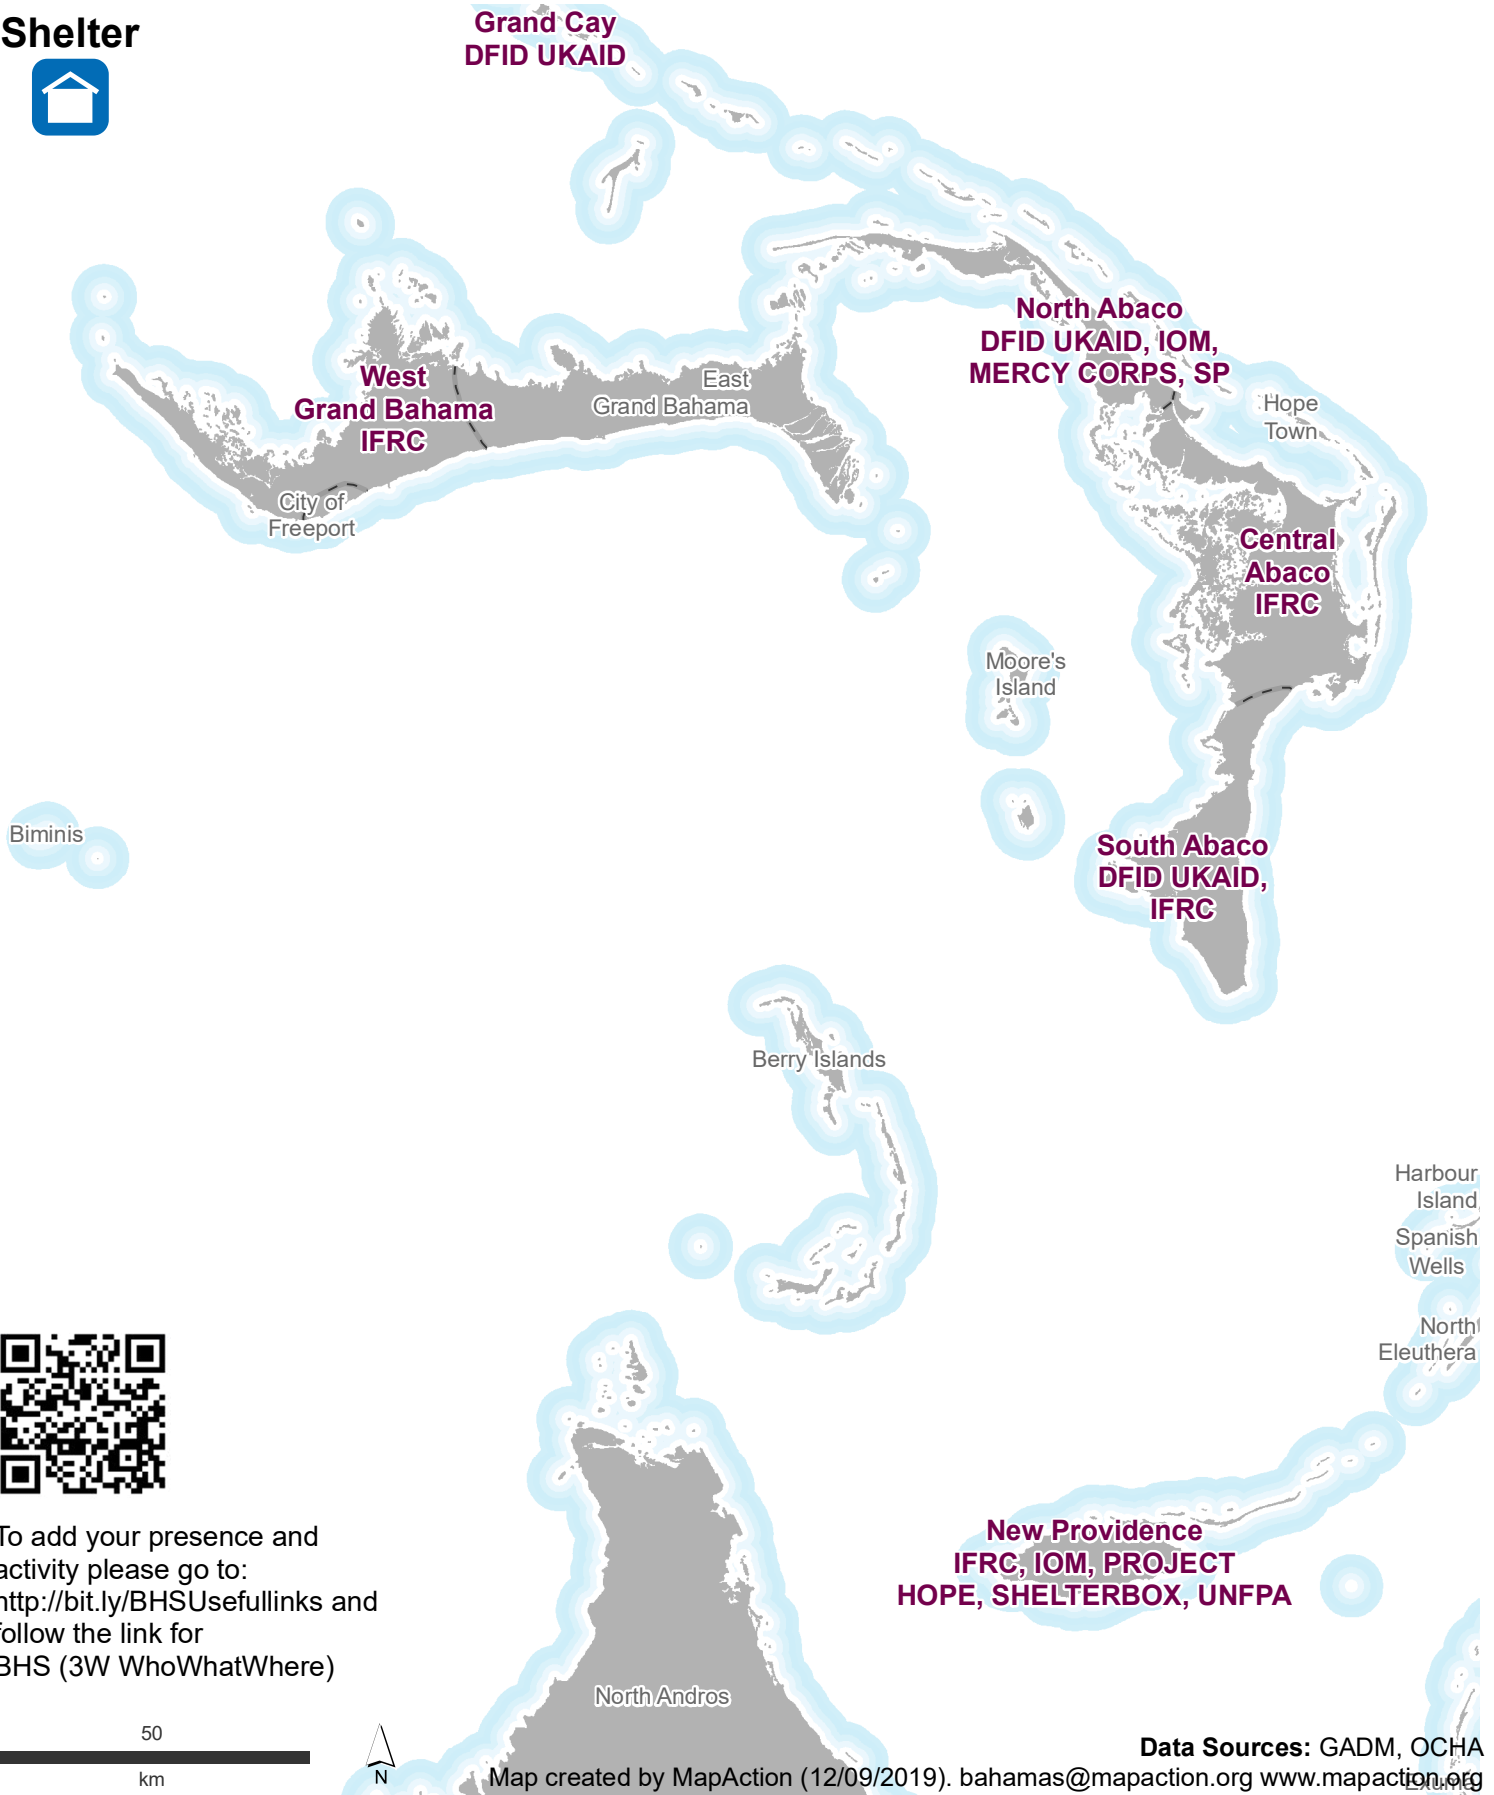 Shelter
Grand Cay
DFID UKAID
North Abaco
DFID UKAID, IOM,
MERCY CORPS, SP
West
Grand Bahama
IFRC
East
Grand Bahama
Hope
Town
City of
Freeport
Central
Abaco
IFRC
Moore's
Island
Biminis
South Abaco
DFID UKAID,
IFRC
Berry Islands
Harbour
Island
Spanish
Wells
North
Eleuthera
New Providence
IFRC, IOM, PROJECT
HOPE, SHELTERBOX, UNFPA
To add your presence and
activity please go to:
http://bit.ly/BHSUsefullinks and
follow the link for
BHS (3W WhoWhatWhere)
North Andros
50
km
N
Data Sources: GADM, OCHA
Map created by MapAction (12/09/2019). bahamas@mapaction.org www.mapaction.org
Exuma